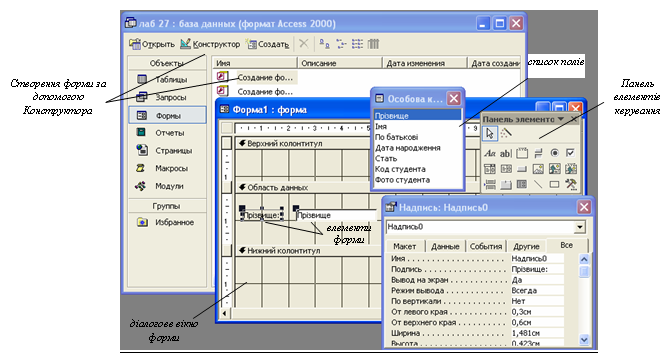 лаб 27 : база данных (формат Access 2000)
Открыть Конструктор Создать
Объекты
Таблицы
Запросы
Формы
Отчеты
Страницы
Макросы
Модули
Группы
Избранное
Имя Описание Дата изменения Дата создани
Создание фо...
Создание фо...
Створення форми за
допомогою
Конструктора
Форма1 : форма
Верхний колонтитул
Область данных
Прізвище: Прізвище
елементи
форми
Нижний колонтитул
діалогове вікно
форми
Особова к...
Прізвище
Імя
По батькові
Дата народження
Стать
Код студента
Фото студента
список полів
Панель
елементів
керування
Панель элементо
Надпись: Надпись0
Надпись0
Макет Данные События Другие Все
Имя Надпись0
Подпись Прізвище:
Вывод на экран Да
Режим вывода Всегда
По вертикали Нет
От левого края 0,3см
От верхнего края 0,6см
Ширина 1,481см
Высота 0,423см